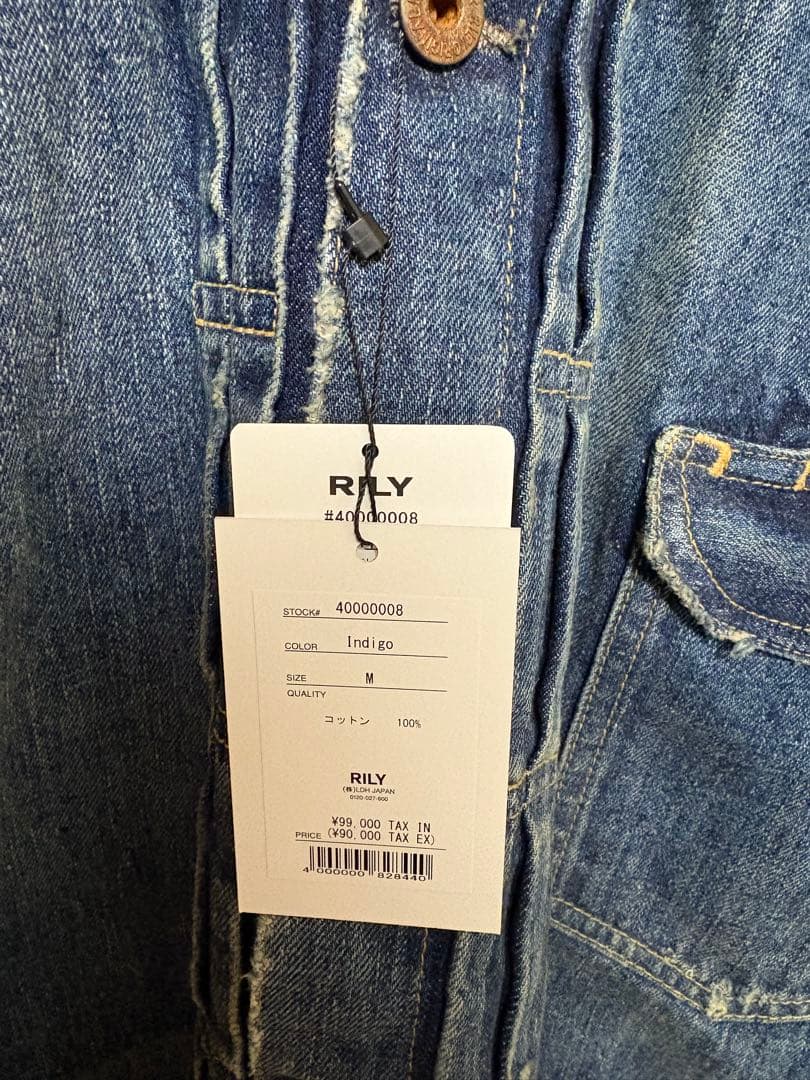 RILY
#40000008
STOCK# 40000008
COLOR Indigo
SIZE M
QUALITY
コットン 100%
RILY
(株)LDH JAPAN
0120-027-600
¥99,000 TAX IN
PRICE (¥90,000 TAX EX)
4 000000 828440